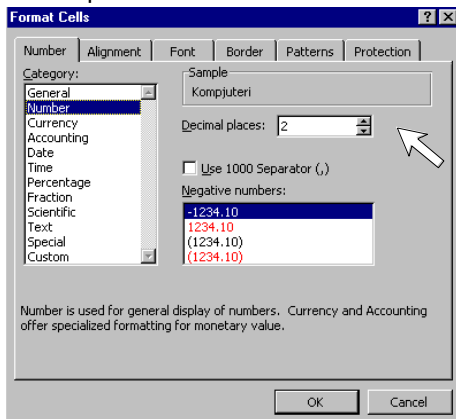 Format Cells
Number Alignment Font Border Patterns Protection
Category:
General
Number
Currency
Accounting
Date
Time
Percentage
Fraction
Scientific
Text
Special
Custom
Sample
Kompjuteri
Decimal places: 2
Use 1000 Separator (,)
Negative numbers:
-1234.10
1234.10
(1234.10)
(1234.10)
Number is used for general display of numbers. Currency and Accounting
offer specialized formatting for monetary value.
OK Cancel